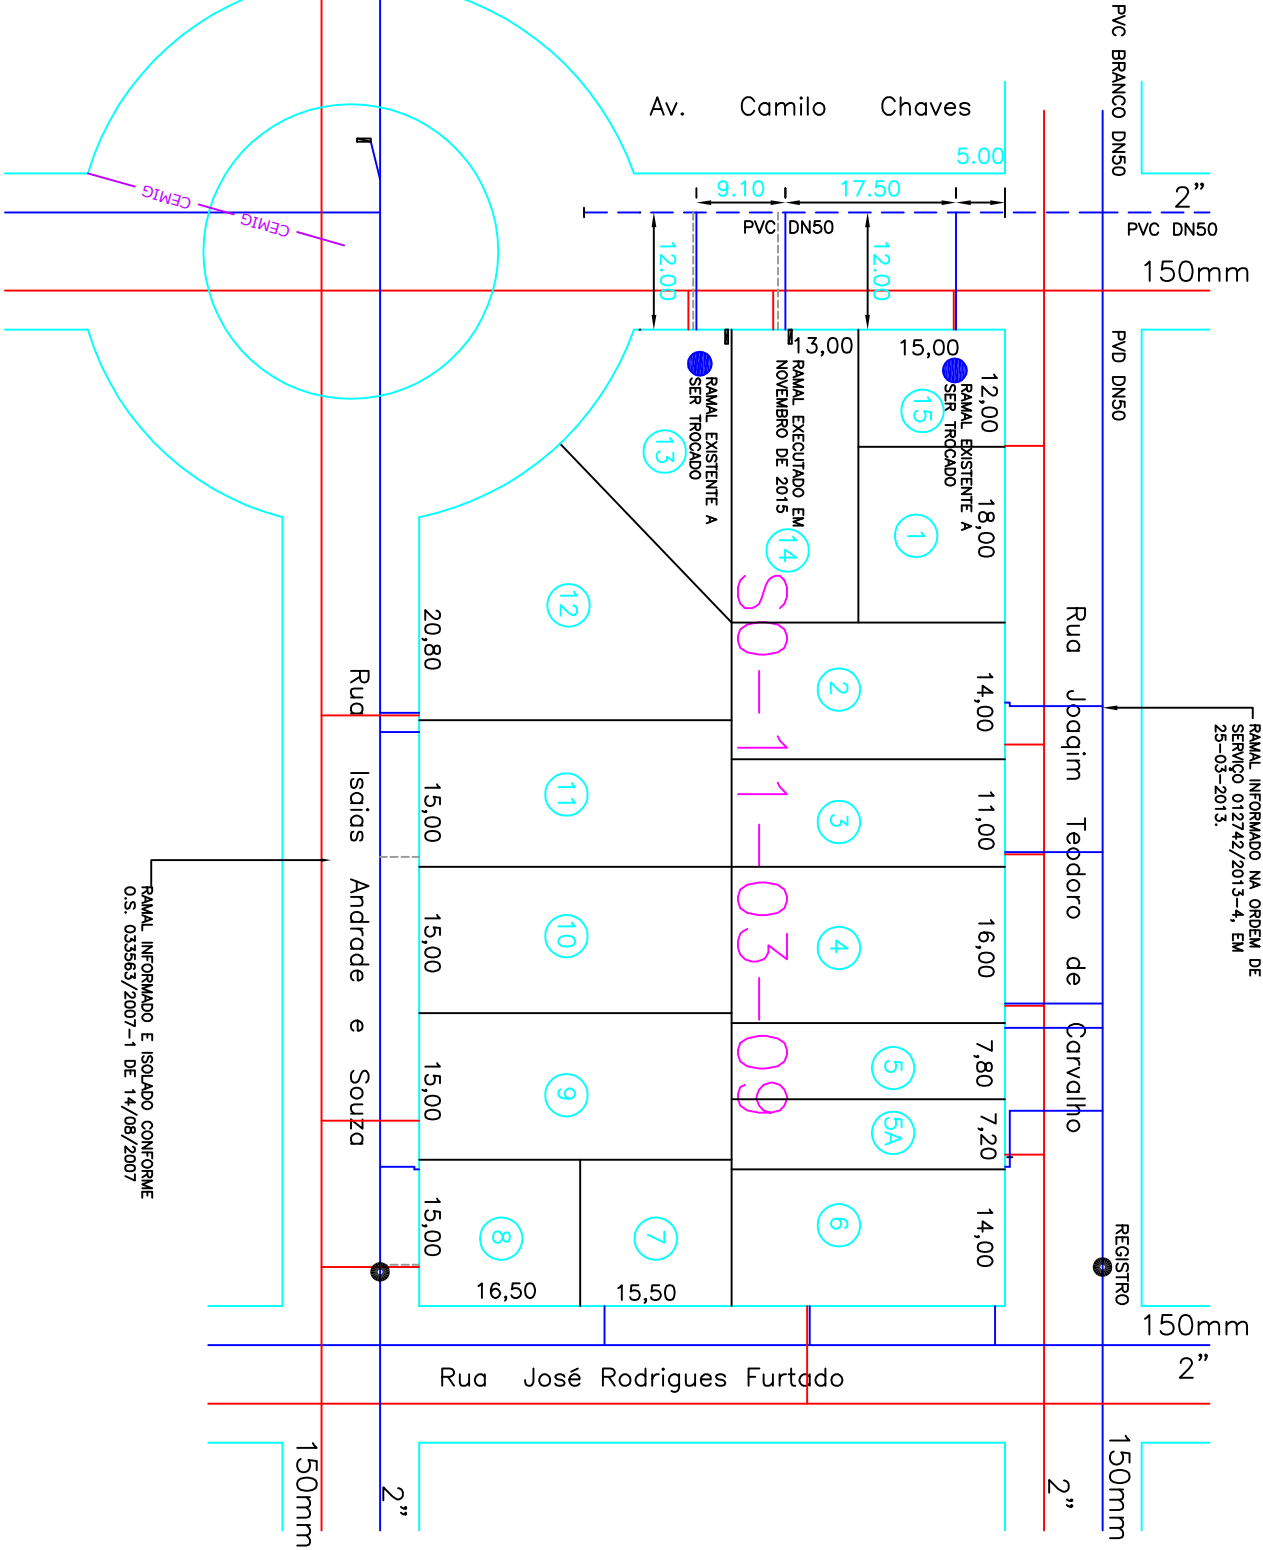 PVC BRANCO DN50
Av. Camilo Chaves
5.00
9.10
17.50
2"
PVC DN50
PVC DN50
150mm
CEMIG
CEMIG
12.00
12.00
PVD DN50
13,00
15,00
12,00
RAMAL EXISTENTE A
SER TROCADO
RAMAL EXECUTADO EM
NOVEMBRO DE 2015
RAMAL EXISTENTE A
SER TROCADO
15
13
18,00
1
14
S0-11-03-09
12
20,80
2
14,00
Rua Joaqim Teodoro de Carvalho
RAMAL INFORMADO NA ORDEM DE
SERVIÇO 012742/2013-4, EM
25-03-2013.
Rua Isaias Andrade e Souza
11
15,00
3
11,00
10
15,00
4
16,00
RAMAL INFORMADO E ISOLADO CONFORME
O.S. 033563/2007-1 DE 14/08/2007
9
15,00
5
7,80
5A
7,20
8
15,00
16,50
7
15,50
6
14,00
REGISTRO
150mm
2"
Rua José Rodrigues Furtado
150mm
2"
2"
150mm